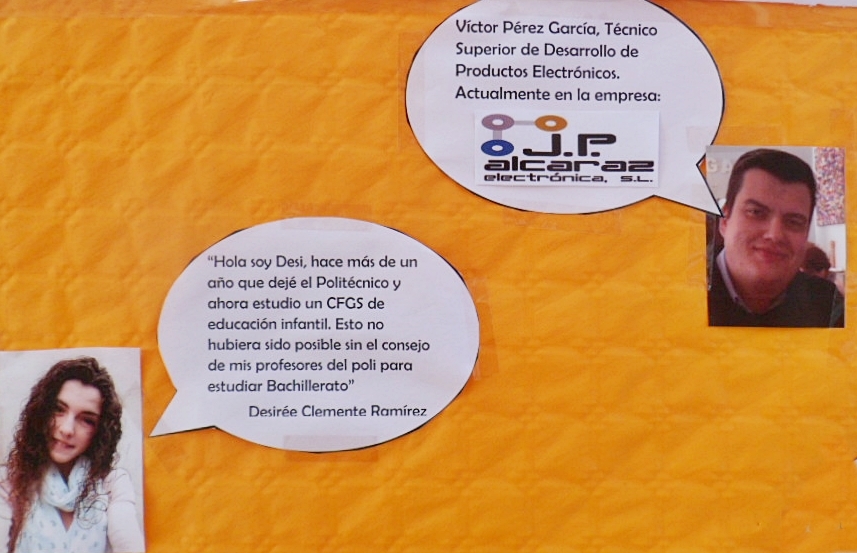 Víctor Pérez García, Técnico
Superior de Desarrollo de
Productos Electrónicos.
Actualmente en la empresa:
J.P.
alcaraz
electrónica, s.l.
“Hola soy Desi, hace más de un
año que dejé el Politécnico y
ahora estudio un CFGS de
educación infantil. Esto no
hubiera sido posible sin el consejo
de mis profesores del poli para
estudiar Bachillerato”
Desirée Clemente Ramírez